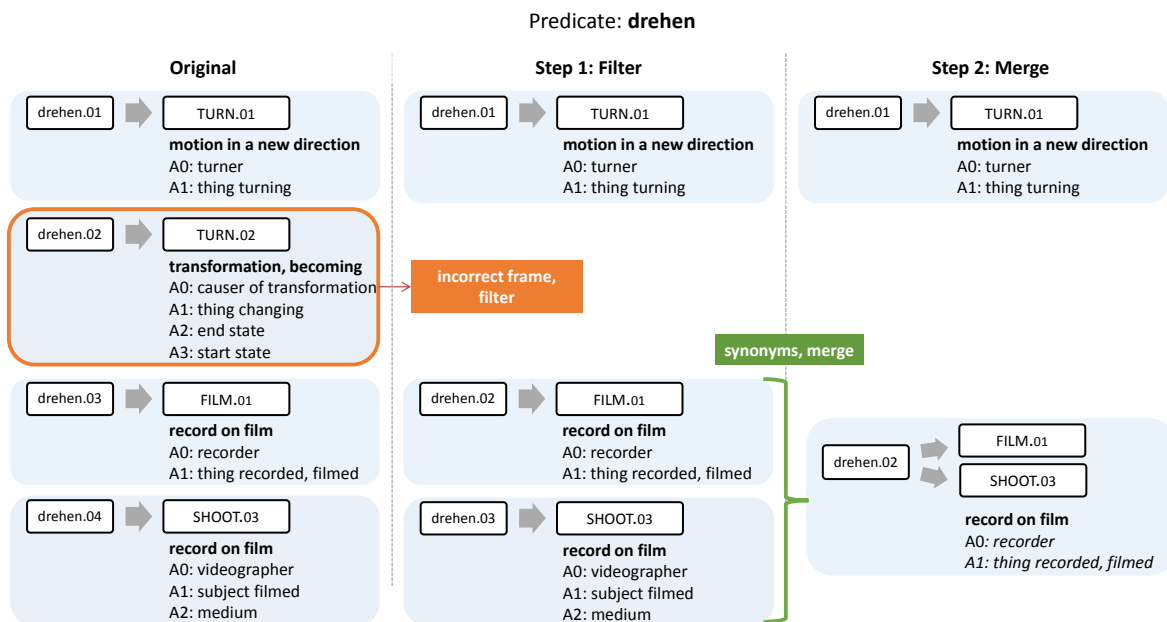 Predicate: drehen
Original
drehen.01
TURN.01
motion in a new direction
A0: turner
A1: thing turning
drehen.02
TURN.02
transformation, becoming
A0: causer of transformation
A1: thing changing
A2: end state
A3: start state
drehen.03
FILM.01
record on film
A0: recorder
A1: thing recorded, filmed
drehen.04
SHOOT.03
record on film
A0: videographer
A1: subject filmed
A2: medium
Step 1: Filter
drehen.01
TURN.01
motion in a new direction
A0: turner
A1: thing turning
incorrect frame,
filter
drehen.02
FILM.01
record on film
A0: recorder
A1: thing recorded, filmed
drehen.03
SHOOT.03
record on film
A0: videographer
A1: subject filmed
A2: medium
synonyms, merge
Step 2: Merge
drehen.01
TURN.01
motion in a new direction
A0: turner
A1: thing turning
drehen.02
FILM.01
SHOOT.03
record on film
A0: recorder
A1: thing recorded, filmed